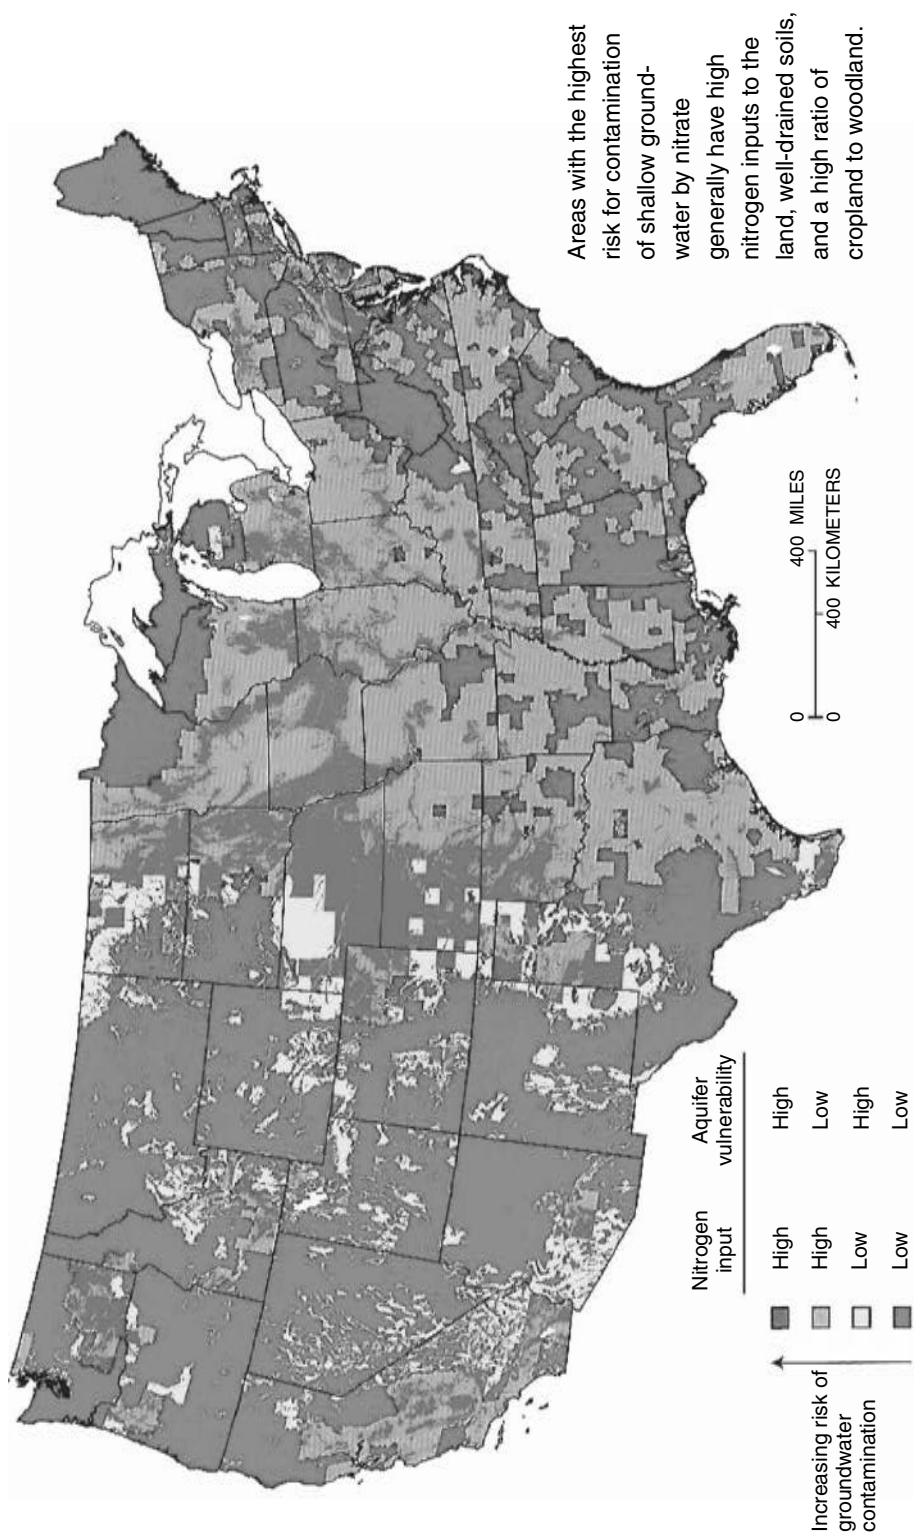 Areas with the highest
risk for contamination
of shallow ground-
water by nitrate
generally have high
nitrogen inputs to the
land, well-drained soils,
and a high ratio of
cropland to woodland.
0 400 MILES
0 400 KILOMETERS
Nitrogen
input
Aquifer
vulnerability
High High
High Low
Low High
Low Low
Increasing risk of
groundwater
contamination